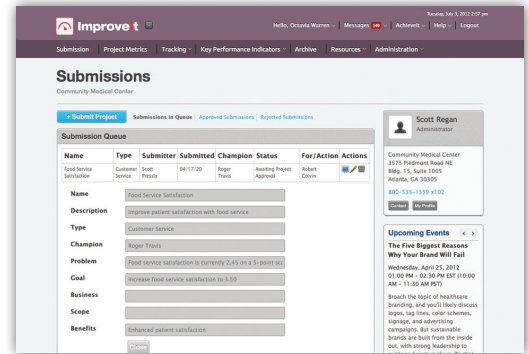 Tuesday, July 3, 2012 2:57 pm
Improveit
Hello, Octavia Warren
Messages
AchieveIt
Help
Logout
Submission
Project Metrics
Tracking
Key Performance Indicators
Archive
Resources
Administration
Submissions
Community Medical Center
+ Submit Project
Submissions in Queue
Approved Submissions
Rejected Submissions
Submission Queue
Name Type Submitter Submitted Champion Status For/Action Actions
Food Service Customer Scott 04/17/20 Roger Awaiting Project Robert
Satisfaction Service Pressly Travis Approval Colvin
Name Food Service Satisfaction
Description Improve patient satisfaction with food service
Type Customer Service
Champion Roger Travis
Problem Food service satisfaction is currently 2.45 on a 5-point sca
Goal Increase food service satisfaction to 3.50
Business
Scope
Benefits Enhanced patient satisfaction
Close
Scott Regan
Administrator
Community Medical Center
3575 Piedmont Road NE
Bldg. 15, Suite 1005
Atlanta, GA 30305
800-535-1559 x102
Contact
My Profile
Upcoming Events
The Five Biggest Reasons
Why Your Brand Will Fail
Wednesday, April 25, 2012
01:00 PM - 02:30 PM EST (10:00
AM - 11:30 AM PST)
Broach the topic of healthcare
branding, and you'll likely discuss
logos, tag lines, color schemes,
signage, and advertising
campaigns. But sustainable
brands are built from the inside
out, with strong leadership to